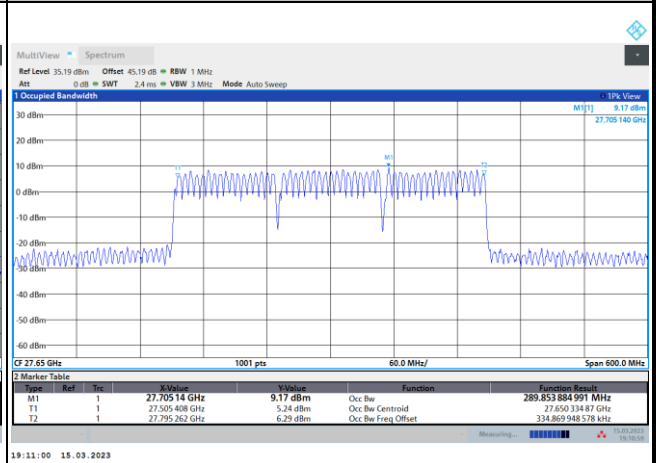 MultiView Spectrum
Ref Level 35.19 dBm Offset 45.19 dB RBW 1 MHz
Att 0 dB SWT 2.4 ms VBW 3 MHz Mode Auto Sweep
1 Occupied Bandwidth 1Pk View
M1[1] 9.17 dBm
27.705 140 GHz
30 dBm
20 dBm
M1
T1
T2
10 dBm
0 dBm
-10 dBm
-20 dBm
-30 dBm
-40 dBm
-50 dBm
-60 dBm
CF 27.65 GHz 1001 pts 60.0 MHz/ Span 600.0 MHz
2 Marker Table
Type Ref Trc X-Value Y-Value Function Function Result
M1 1 27.705 14 GHz 9.17 dBm Occ Bw 289.853 884 991 MHz
T1 1 27.505 408 GHz 5.24 dBm Occ Bw Centroid 27.650 334 87 GHz
T2 1 27.795 262 GHz 6.29 dBm Occ Bw Freq Offset 334.869 948 578 kHz
Measuring... 15.03.2023
19:10:59
19:11:00 15.03.2023